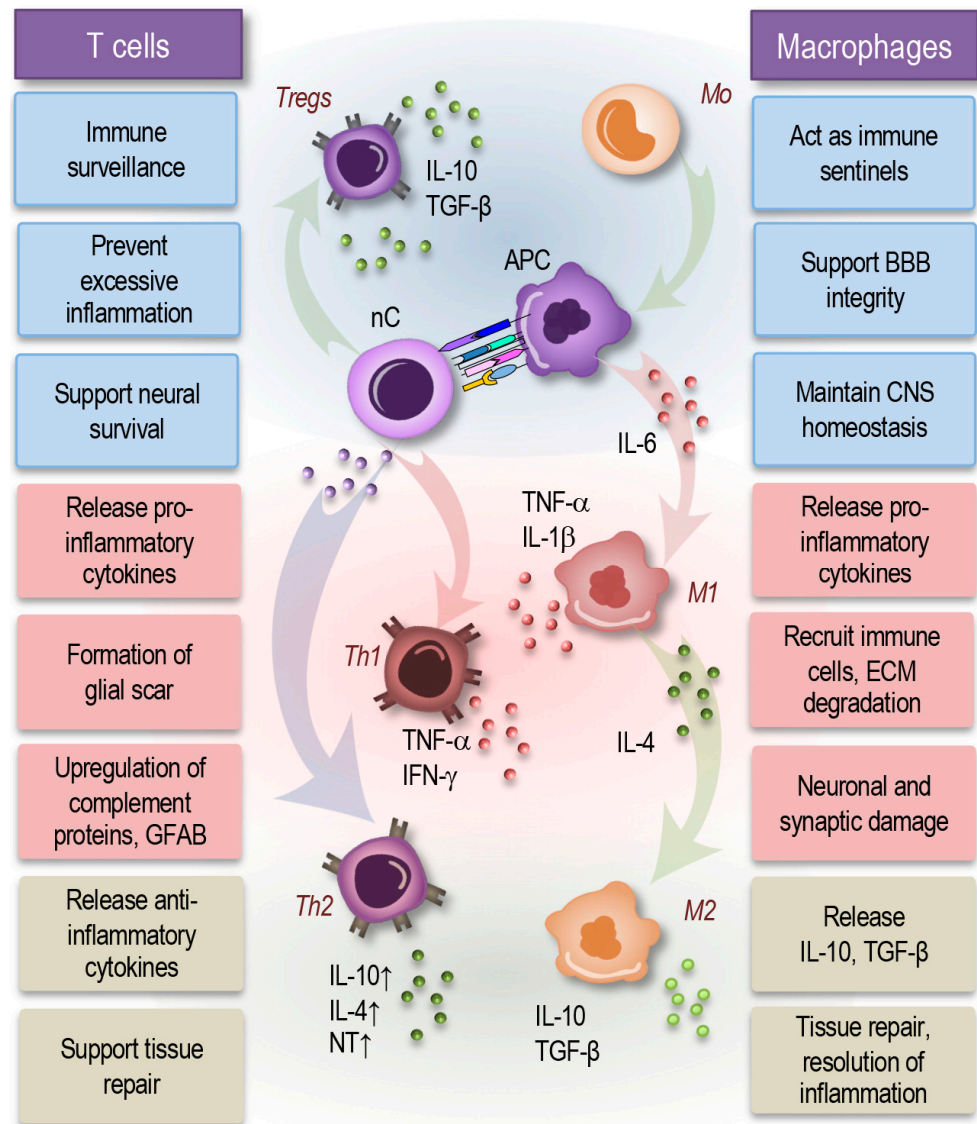 T cells
Immune
surveillance
Prevent
excessive
inflammation
Support neural
survival
Release pro-
inflammatory
cytokines
Formation of
glial scar
Upregulation of
complement
proteins, GFAB
Release anti-
inflammatory
cytokines
Support tissue
repair
Tregs
IL-10
TGF-β
Mo
APC
nC
IL-6
TNF-α
IL-1β
M1
Th1
TNF-α
IFN-γ
IL-4
Th2
IL-10↑
IL-4↑
NT↑
M2
IL-10
TGF-β
Macrophages
Act as immune
sentinels
Support BBB
integrity
Maintain CNS
homeostasis
Release pro-
inflammatory
cytokines
Recruit immune
cells, ECM
degradation
Neuronal and
synaptic damage
Release
IL-10, TGF-β
Tissue repair,
resolution of
inflammation